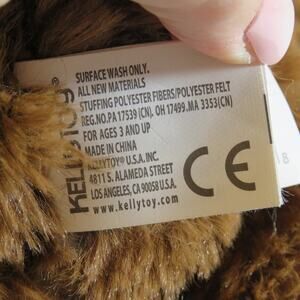 KELLYTOY®
SURFACE WASH ONLY.
ALL NEW MATERIALS
STUFFING POLYESTER FIBERS/POLYESTER FELT
REG.NO.PA 17539 (CN). OH 17499 .MA 3353(CN)
FOR AGES 3 AND UP
MADE IN CHINA
KELLYTOY® U.S.A. INC.
4811 S. ALAMEDA STREET
LOS ANGELES, CA 90058 U.S.A.
www.kellytoy.com
CE
8